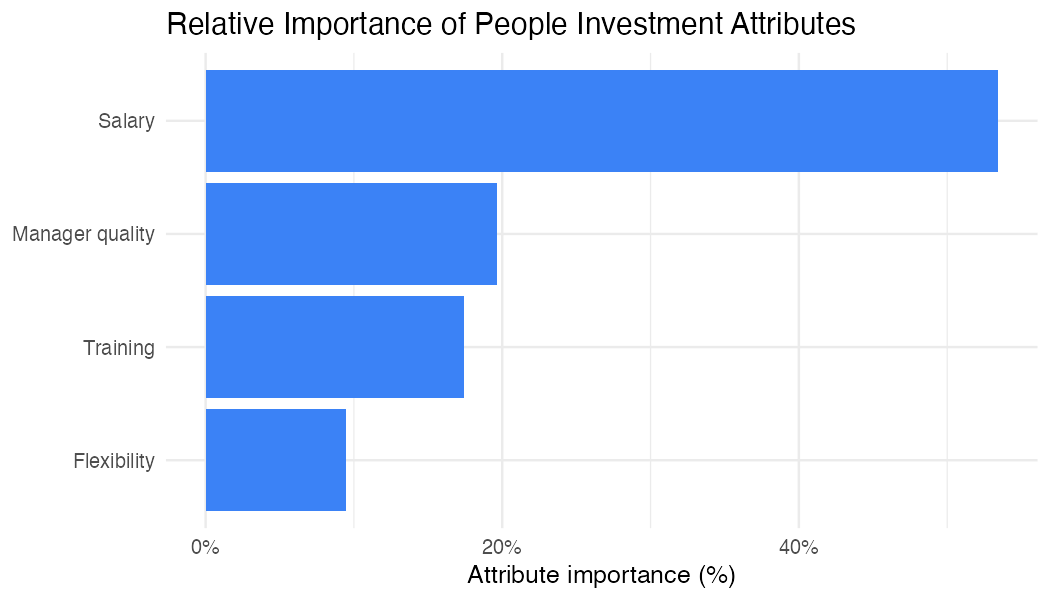 Relative Importance of People Investment Attributes
Salary
Manager quality
Training
Flexibility
0%
20%
40%
Attribute importance (%)